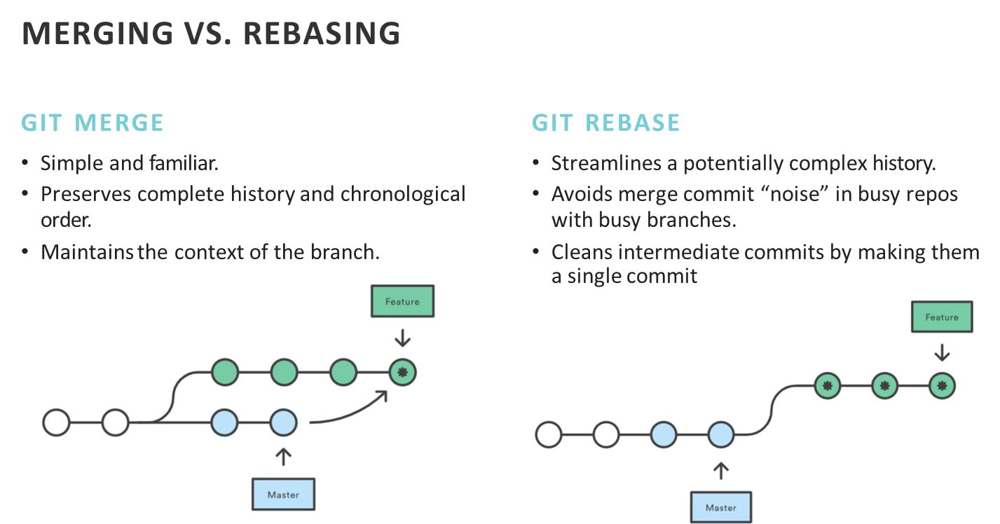 MERGING VS. REBASING
GIT MERGE
• Simple and familiar.
• Preserves complete history and chronological
order.
• Maintains the context of the branch.
Feature
Master
GIT REBASE
• Streamlines a potentially complex history.
• Avoids merge commit “noise” in busy repos
with busy branches.
• Cleans intermediate commits by making them
a single commit
Feature
Master